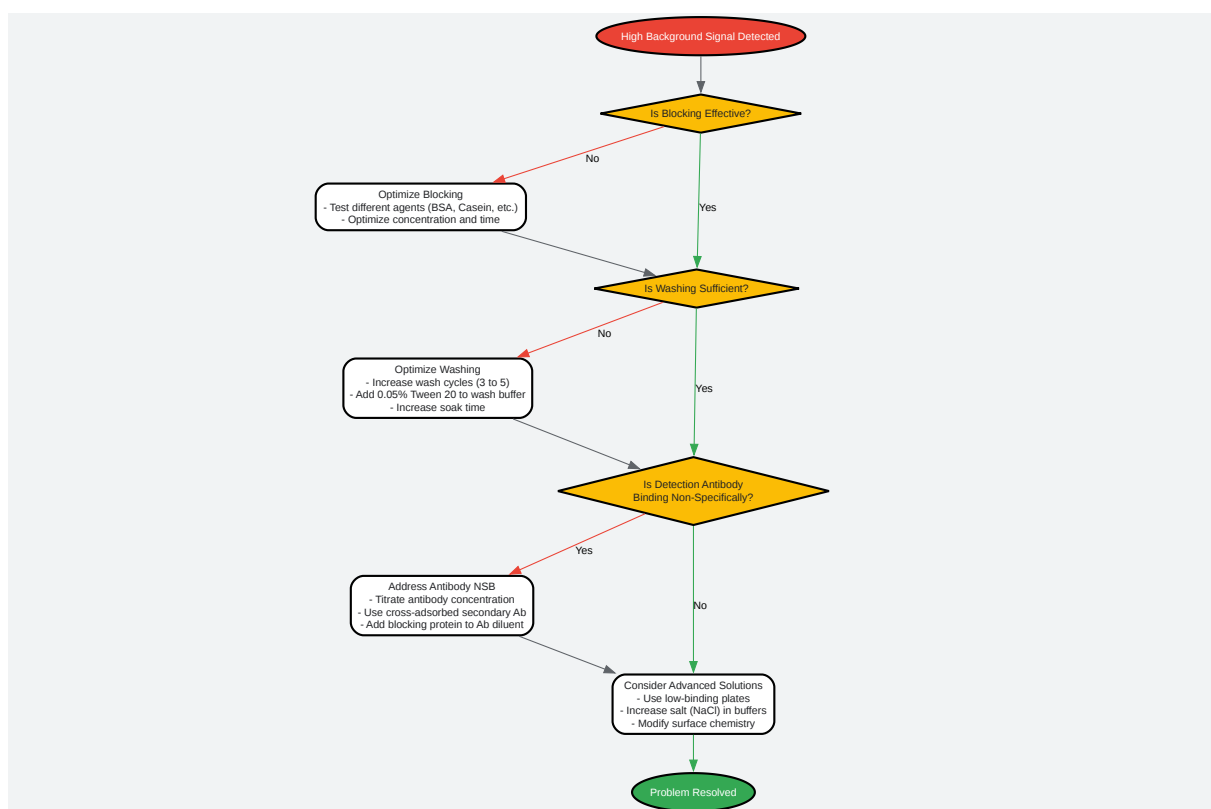 High Background Signal Detected
Is Blocking Effective?
No
Optimize Blocking
- Test different agents (BSA, Casein, etc.)
- Optimize concentration and time
Yes
Is Washing Sufficient?
No
Optimize Washing
- Increase wash cycles (3 to 5)
- Add 0.05% Tween 20 to wash buffer
- Increase soak time
Yes
Is Detection Antibody
Binding Non-Specifically?
Yes
Address Antibody NSB
- Titrate antibody concentration
- Use cross-adsorbed secondary Ab
- Add blocking protein to Ab diluent
No
Consider Advanced Solutions
- Use low-binding plates
- Increase salt (NaCl) in buffers
- Modify surface chemistry
Problem Resolved